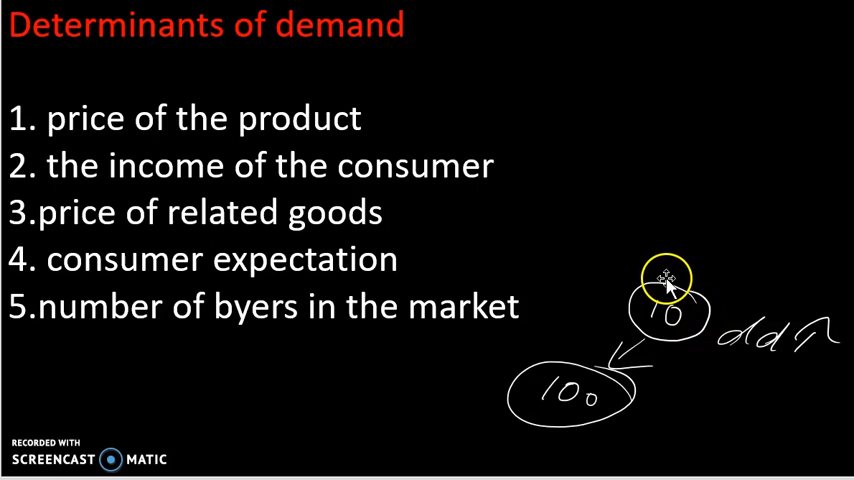 Determinants of demand
1. price of the product
2. the income of the consumer
3.price of related goods
4. consumer expectation
5.number of byers in the market
10
dd↑
100
RECORDED WITH
SCREENCAST MATIC